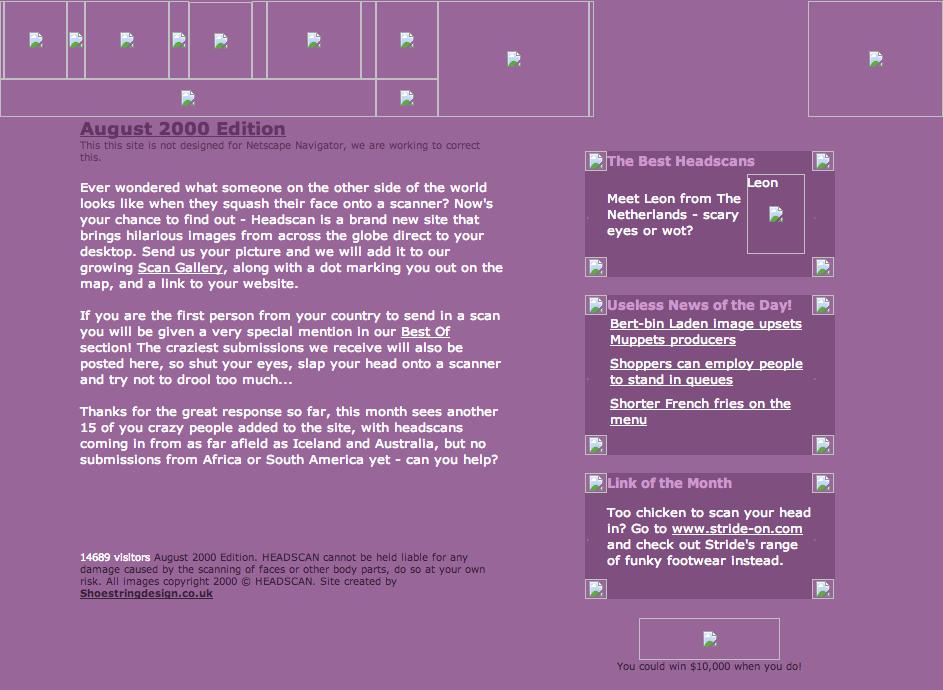 August 2000 Edition
This this site is not designed for Netscape Navigator, we are working to correct
this.
Ever wondered what someone on the other side of the world
looks like when they squash their face onto a scanner? Now's
your chance to find out - Headscan is a brand new site that
brings hilarious images from across the globe direct to your
desktop. Send us your picture and we will add it to our
growing Scan Gallery, along with a dot marking you out on the
map, and a link to your website.
If you are the first person from your country to send in a scan
you will be given a very special mention in our Best Of
section! The craziest submissions we receive will also be
posted here, so shut your eyes, slap your head onto a scanner
and try not to drool too much...
Thanks for the great response so far, this month sees another
15 of you crazy people added to the site, with headscans
coming in from as far afield as Iceland and Australia, but no
submissions from Africa or South America yet - can you help?
14689 visitors August 2000 Edition. HEADSCAN cannot be held liable for any
damage caused by the scanning of faces or other body parts, do so at your own
risk. All images copyright 2000 © HEADSCAN. Site created by
Shoestringdesign.co.uk
The Best Headscans
Leon
Meet Leon from The
Netherlands - scary
eyes or wot?
Useless News of the Day!
Bert-bin Laden image upsets
Muppets producers
Shoppers can employ people
to stand in queues
Shorter French fries on the
menu
Link of the Month
Too chicken to scan your head
in? Go to www.stride-on.com
and check out Stride's range
of funky footwear instead.
You could win $10,000 when you do!